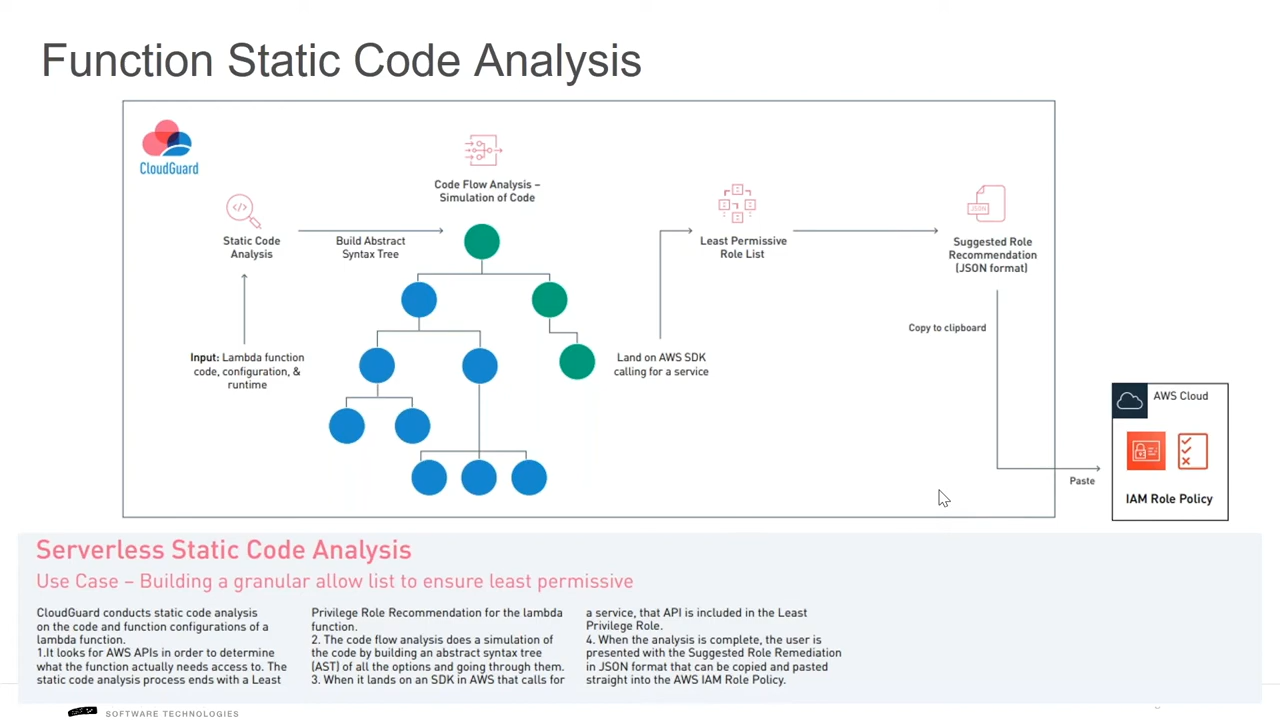 Function Static Code Analysis
CloudGuard
Code Flow Analysis –
Simulation of Code
Static Code
Analysis
Build Abstract
Syntax Tree
Input: Lambda function
code, configuration, &
runtime
Land on AWS SDK
calling for a service
Least Permissive
Role List
JSON
Suggested Role
Recommendation
(JSON format)
Copy to clipboard
Paste
AWS Cloud
IAM Role Policy
Serverless Static Code Analysis
Use Case – Building a granular allow list to ensure least permissive
CloudGuard conducts static code analysis
on the code and function configurations of a
lambda function.
1.It looks for AWS APIs in order to determine
what the function actually needs access to. The
static code analysis process ends with a Least
Privilege Role Recommendation for the lambda
function.
2. The code flow analysis does a simulation of
the code by building an abstract syntax tree
(AST) of all the options and going through them.
3. When it lands on an SDK in AWS that calls for
a service, that API is included in the Least
Privilege Role.
4. When the analysis is complete, the user is
presented with the Suggested Role Remediation
in JSON format that can be copied and pasted
straight into the AWS IAM Role Policy.
SOFTWARE TECHNOLOGIES